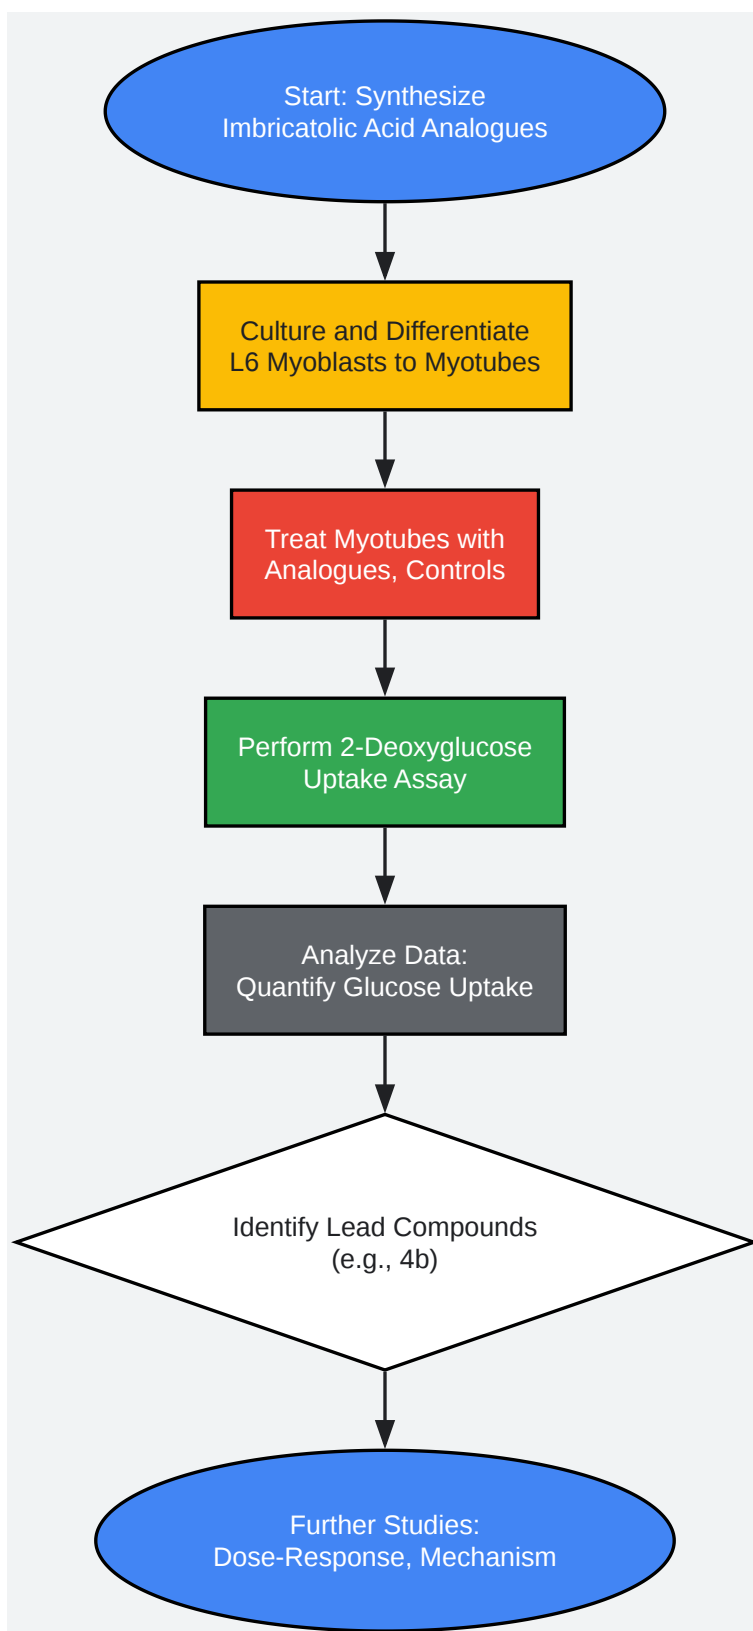 Start: Synthesize
Imbricatolic Acid Analogues
Culture and Differentiate
L6 Myoblasts to Myotubes
Treat Myotubes with
Analogues, Controls
Perform 2-Deoxyglucose
Uptake Assay
Analyze Data:
Quantify Glucose Uptake
Identify Lead Compounds
(e.g., 4b)
Further Studies:
Dose-Response, Mechanism